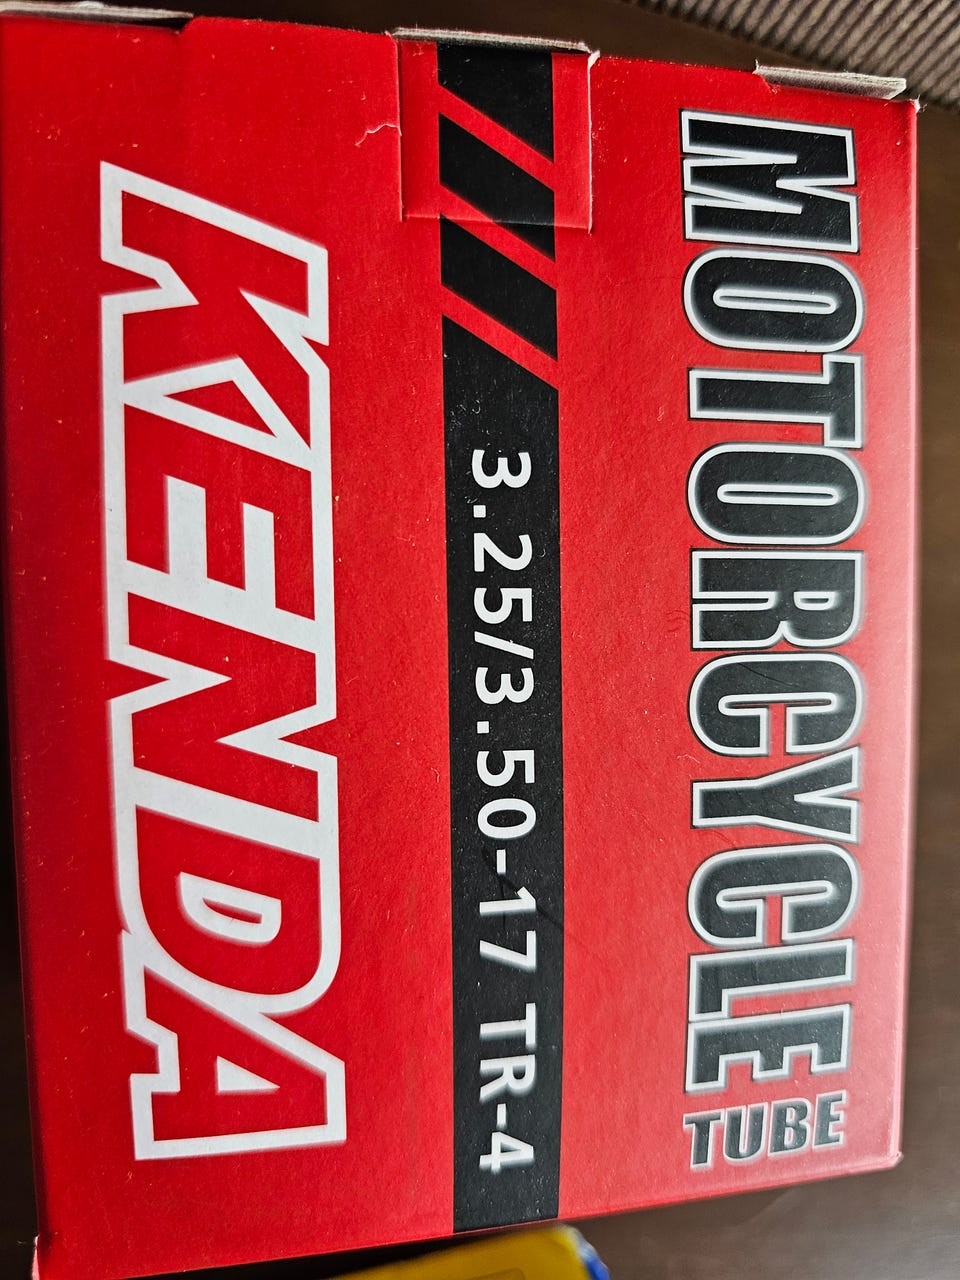 MOTORCYCLE
TUBE
3.25/3.50-17 TR-4
KENDA